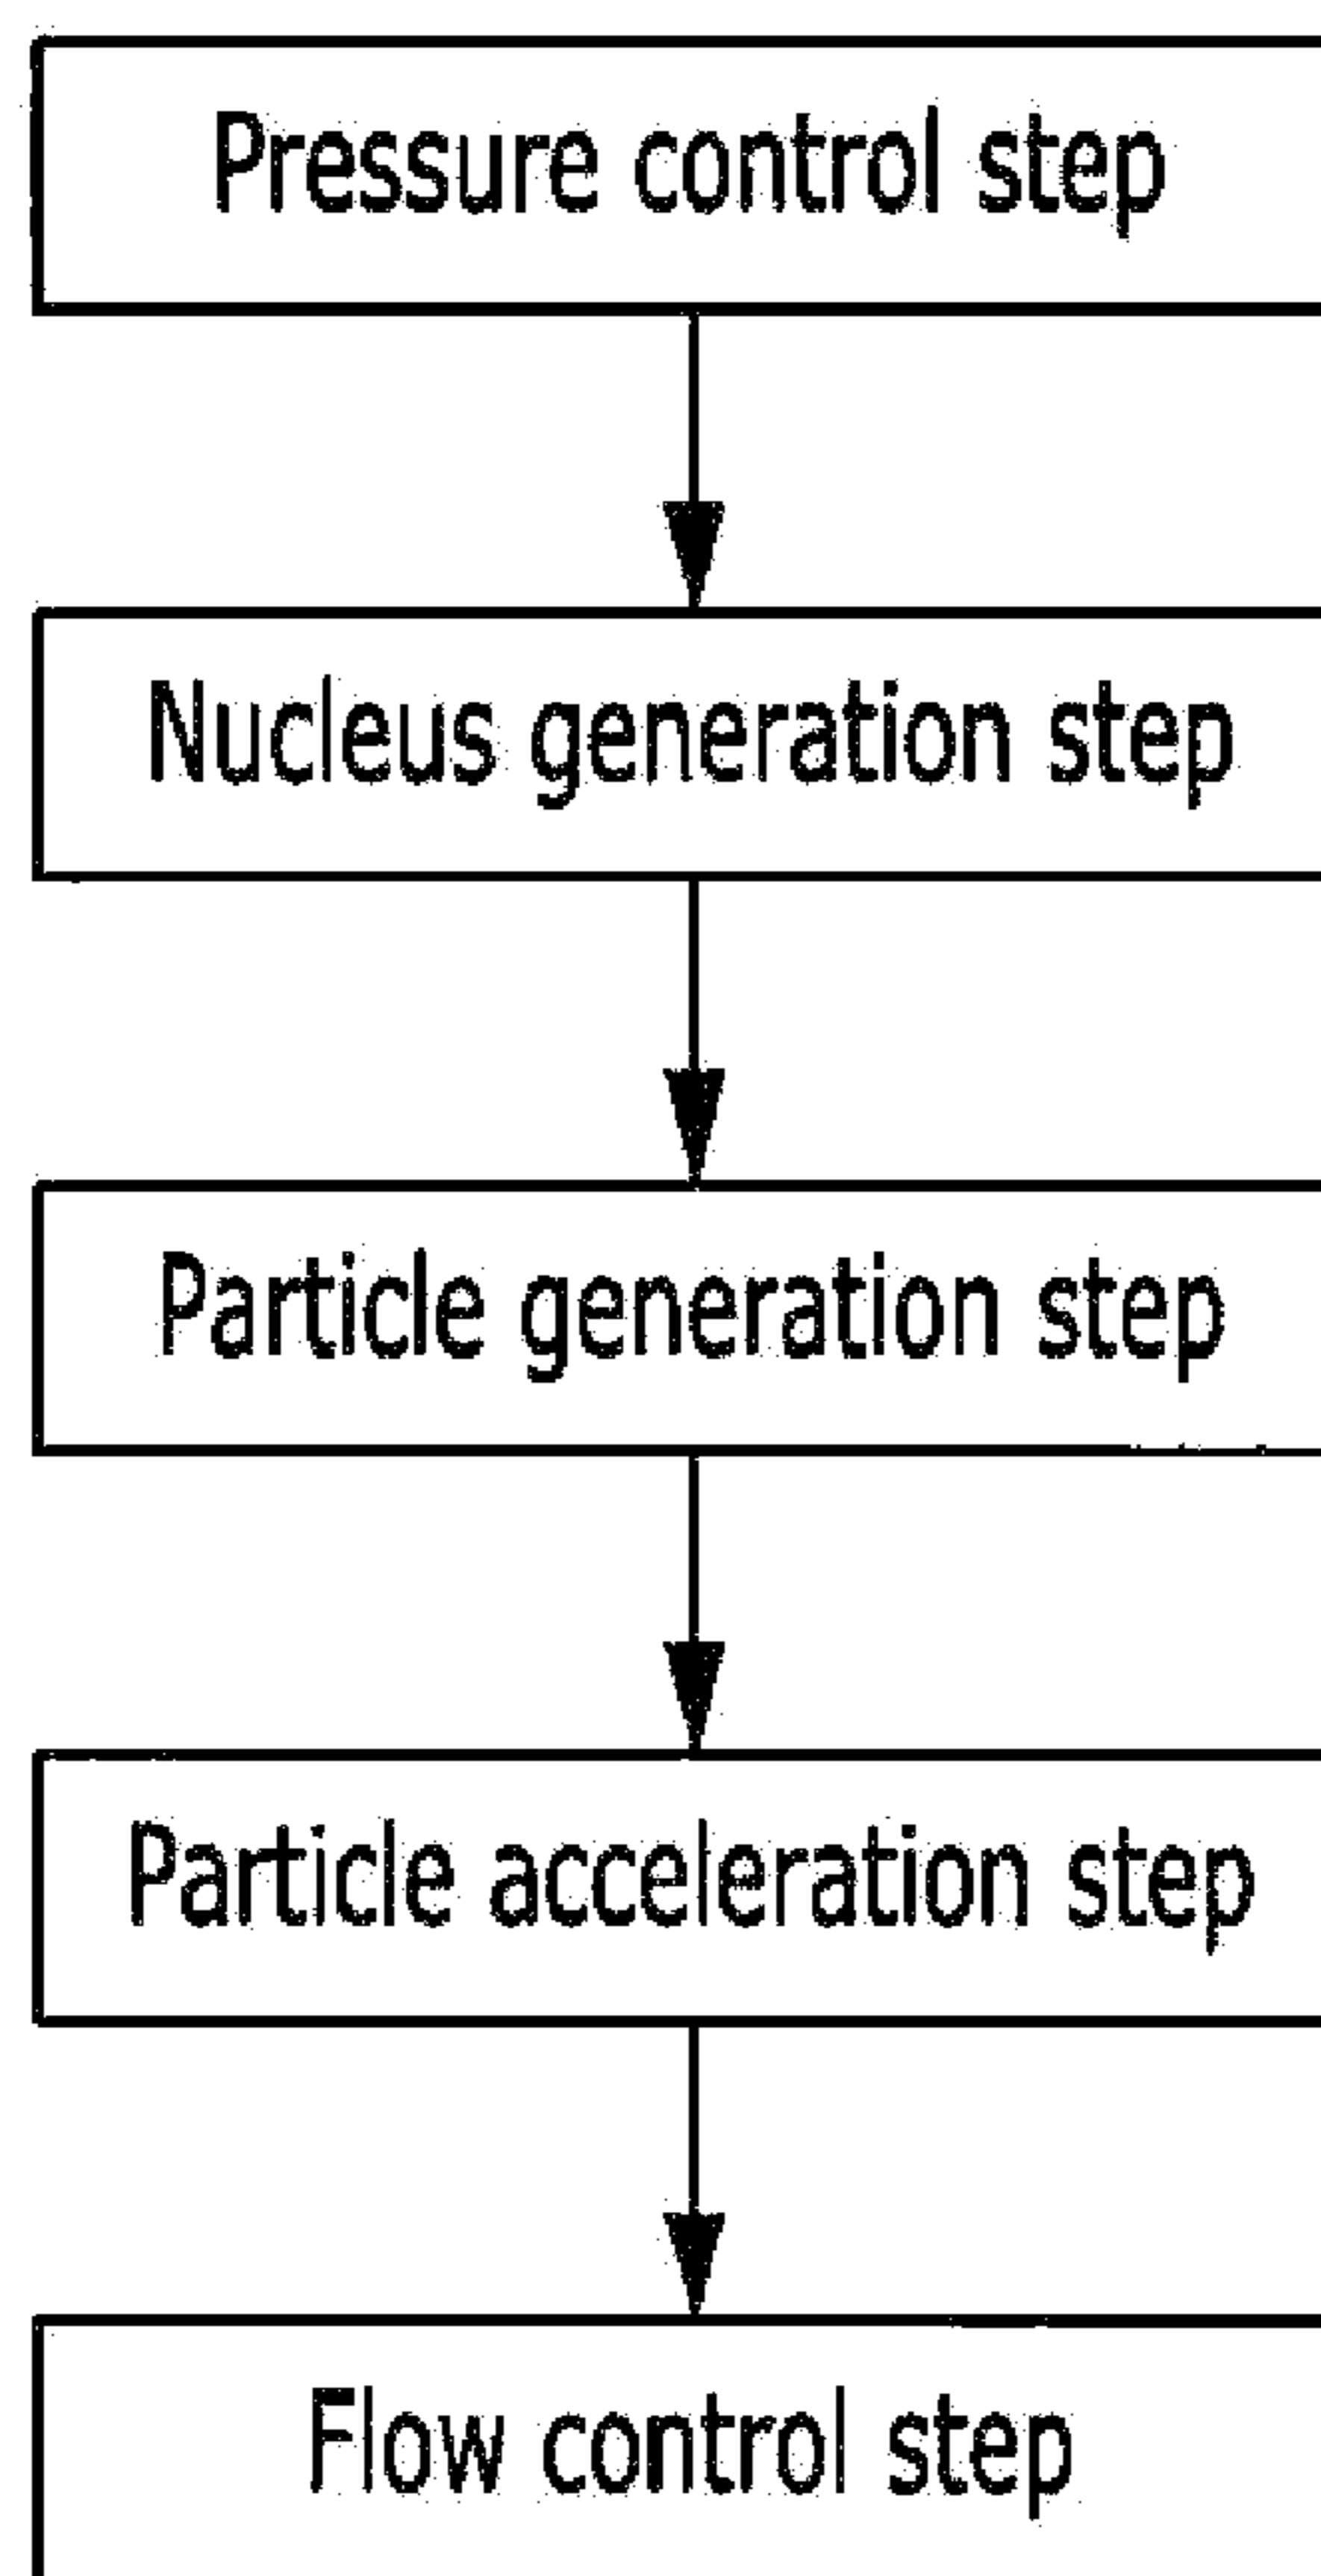 Pressure control step
Nucleus generation step
Particle generation step
Particle acceleration step
Flow control step